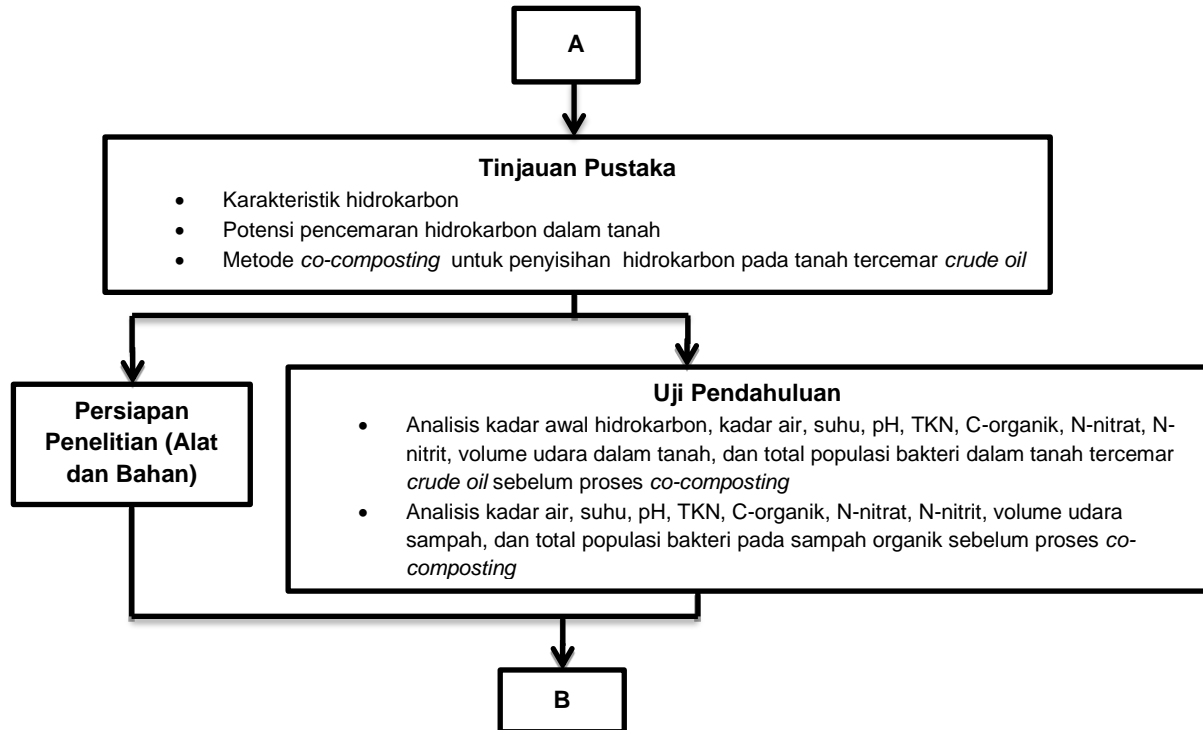 A
Tinjauan Pustaka
• Karakteristik hidrokarbon
• Potensi pencemaran hidrokarbon dalam tanah
• Metode co-composting untuk penyisihan hidrokarbon pada tanah tercemar crude oil
Persiapan
Penelitian (Alat
dan Bahan)
Uji Pendahuluan
• Analisis kadar awal hidrokarbon, kadar air, suhu, pH, TKN, C-organik, N-nitrat, N-
nitrit, volume udara dalam tanah, dan total populasi bakteri dalam tanah tercemar
crude oil sebelum proses co-composting
• Analisis kadar air, suhu, pH, TKN, C-organik, N-nitrat, N-nitrit, volume udara
sampah, dan total populasi bakteri pada sampah organik sebelum proses co-
composting
B